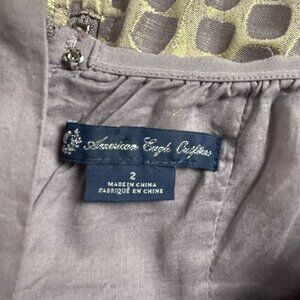 American Eagle Outfitters
2
MADE IN CHINA
FABRIQUÉ EN CHINE